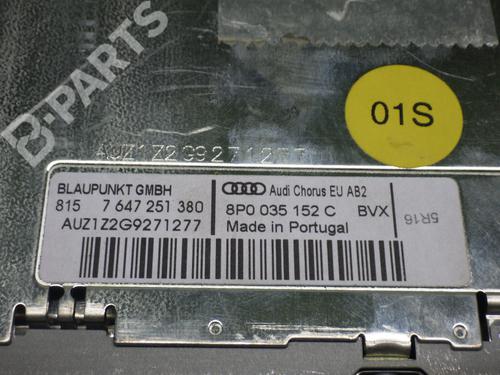 B-PARTS
01S
AUZ1Z2G9271277
BLAUPUNKT GMBH
815 7 647 251 380
AUZ1Z2G9271277
Audi Chorus EU AB2
8P0 035 152 C BVX
Made in Portugal
5R16